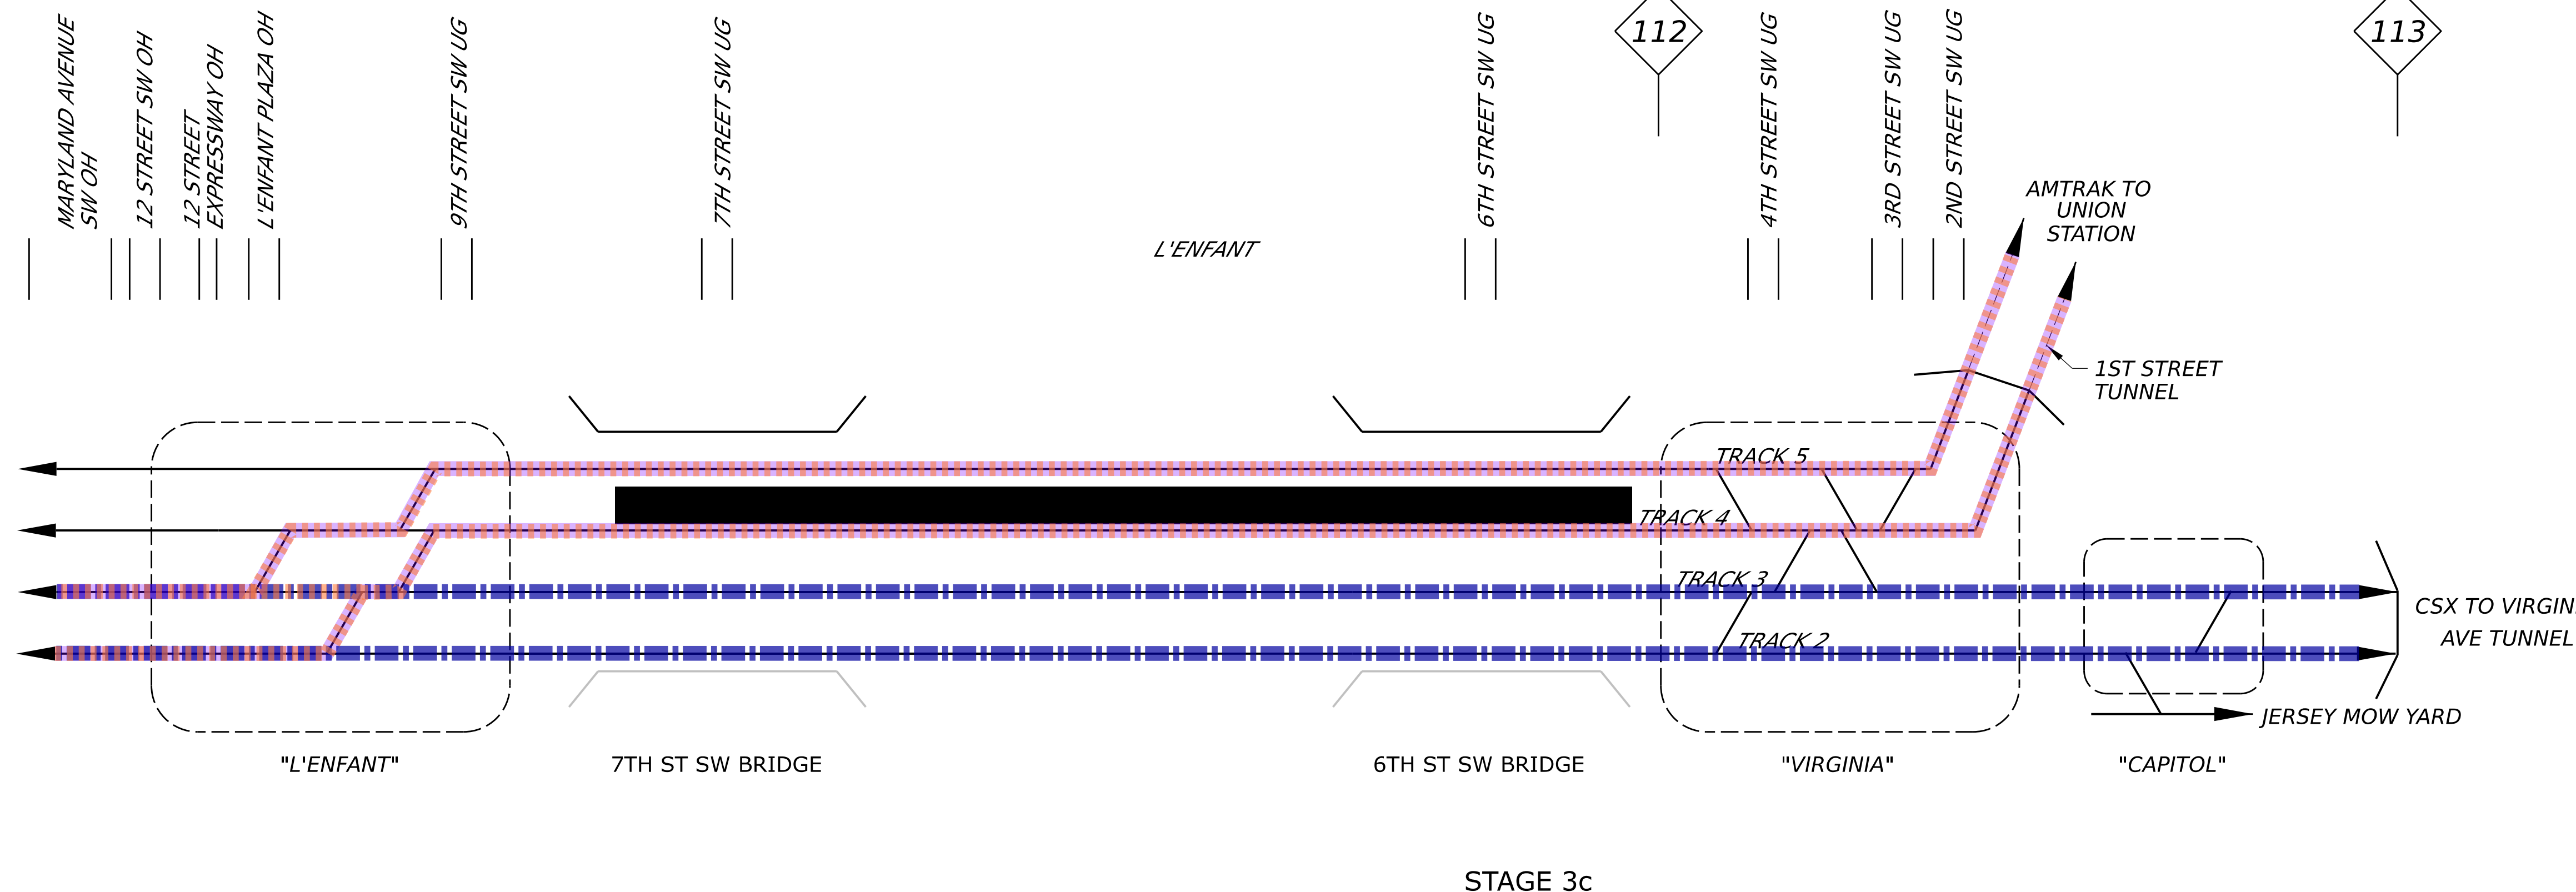 MARYLAND AVENUE
SW OH
12 STREET SW OH
12 STREET
EXPRESSWAY OH
L'ENFANT PLAZA OH
9TH STREET SW UG
7TH STREET SW UG
6TH STREET SW UG
112
4TH STREET SW UG
3RD STREET SW UG
2ND STREET SW UG
113
AMTRAK TO
UNION
STATION
L'ENFANT
1ST STREET
TUNNEL
TRACK 5
TRACK 4
TRACK 3
TRACK 2
CSX TO VIRGIN
AVE TUNNEL
JERSEY MOW YARD
"L'ENFANT"
7TH ST SW BRIDGE
6TH ST SW BRIDGE
"VIRGINIA"
"CAPITOL"
STAGE 3c